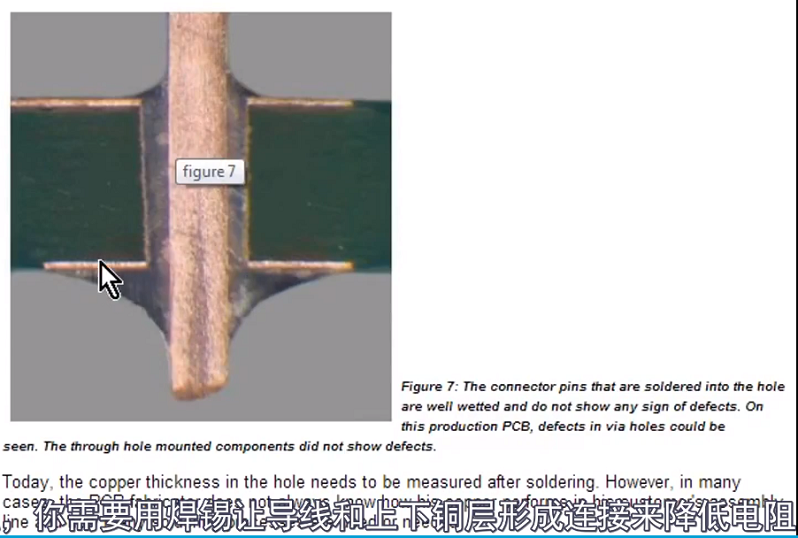 figure 7
Figure 7: The connector pins that are soldered into the hole
are well wetted and do not show any sign of defects. On
this production PCB, defects in via holes could be
seen. The through hole mounted components did not show defects.
Today, the copper thickness in the hole needs to be measured after soldering. However, in many
，你需要用焊锡让导线和上下铜层形成连接来降低电阻